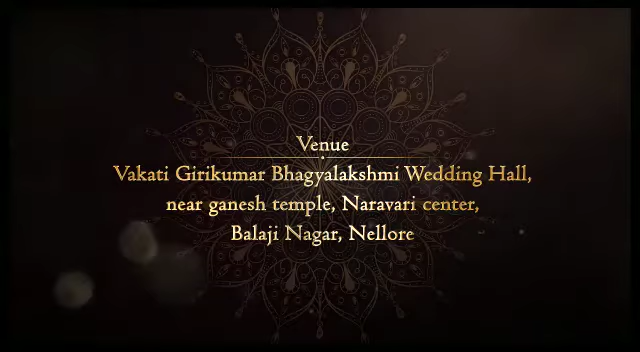 Venue
Vakati Girikumar Bhagyalakshmi Wedding Hall,
near ganesh temple, Naravari center,
Balaji Nagar, Nellore